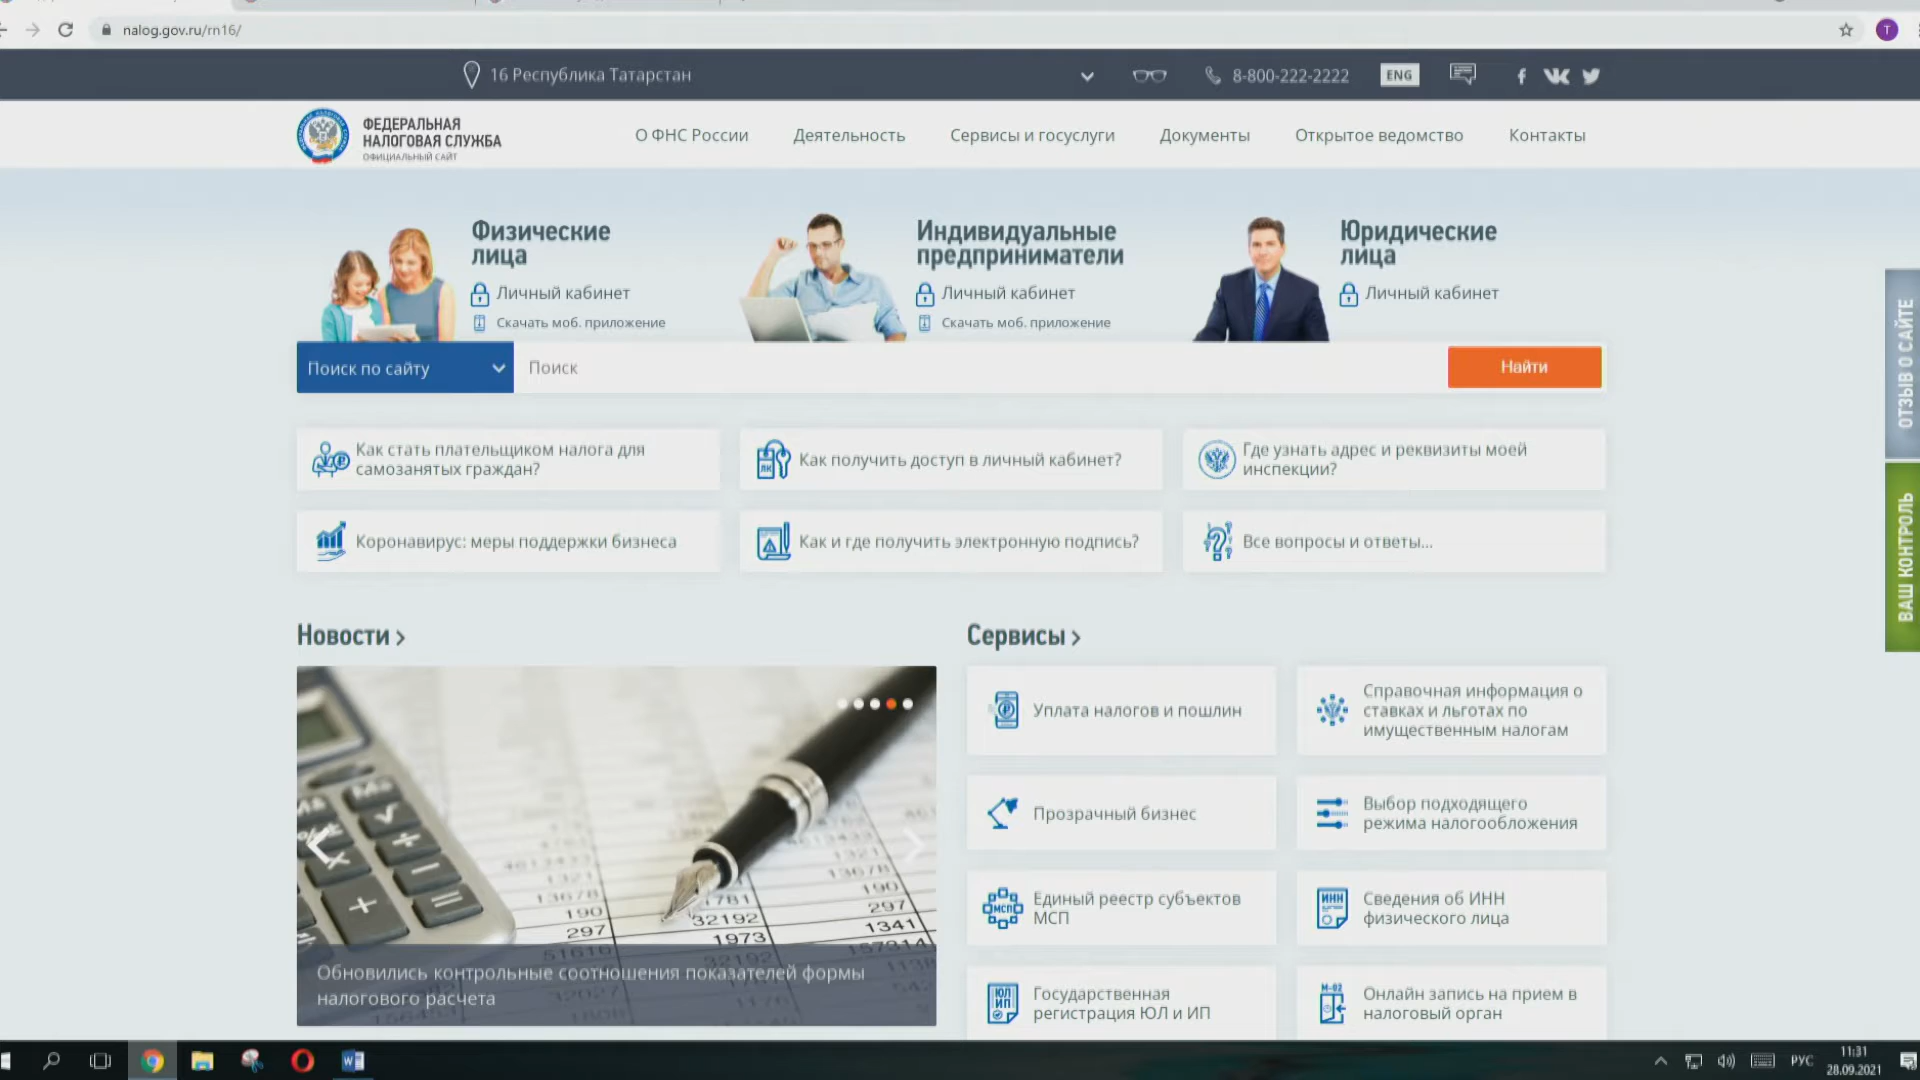 nalog.gov.ru/rn16/
T
16 Республика Татарстан
8-800-222-2222
ENG
ФЕДЕРАЛЬНАЯ
НАЛОГОВАЯ СЛУЖБА
ОФИЦИАЛЬНЫЙ САЙТ
О ФНС России
Деятельность
Сервисы и госуслуги
Документы
Открытое ведомство
Контакты
Физические
лица
Личный кабинет
Скачать моб. приложение
Индивидуальные
предприниматели
Личный кабинет
Скачать моб. приложение
Юридические
лица
Личный кабинет
Поиск по сайту
Поиск
Найти
ОТЗЫВ О САЙТЕ
ВАШ КОНТРОЛЬ
Как стать плательщиком налога для
самозанятых граждан?
Как получить доступ в личный кабинет?
Где узнать адрес и реквизиты моей
инспекции?
Коронавирус: меры поддержки бизнеса
Как и где получить электронную подпись?
Все вопросы и ответы...
Новости
Обновились контрольные соотношения показателей формы
налогового расчета
Сервисы
Уплата налогов и пошлин
Справочная информация о
ставках и льготах по
имущественным налогам
Прозрачный бизнес
Выбор подходящего
режима налогообложения
МСП
Единый реестр субъектов
МСП
ИНН
Сведения об ИНН
физического лица
ЮЛ
ИП
Государственная
регистрация ЮЛ и ИП
Онлайн запись на прием в
налоговый орган
РУС
11:31
28.09.2021